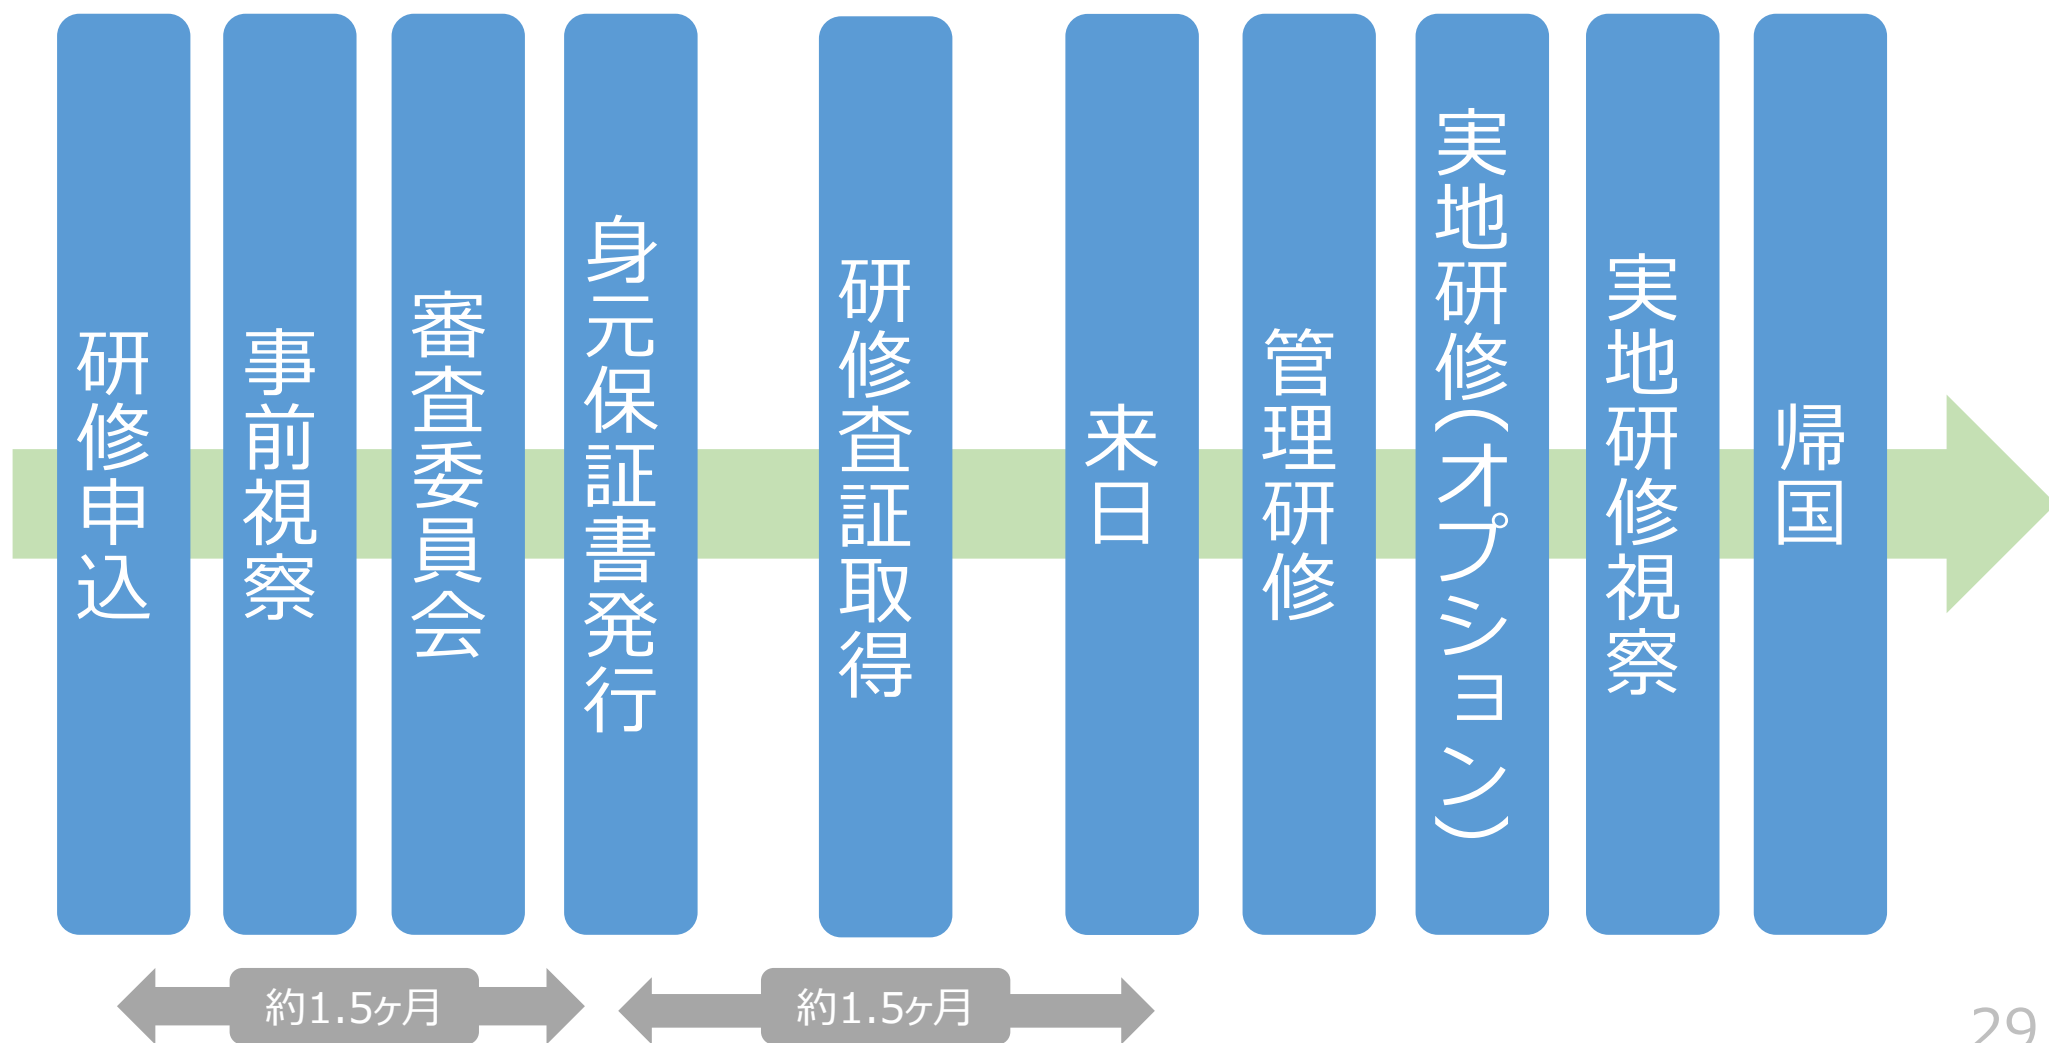 研修申込
事前視察
審査委員会
身元保証書発行
研修査証取得
来日
管理研修
実地研修(オプション)
実地研修視察
帰国
約1.5ヶ月
約1.5ヶ月
29